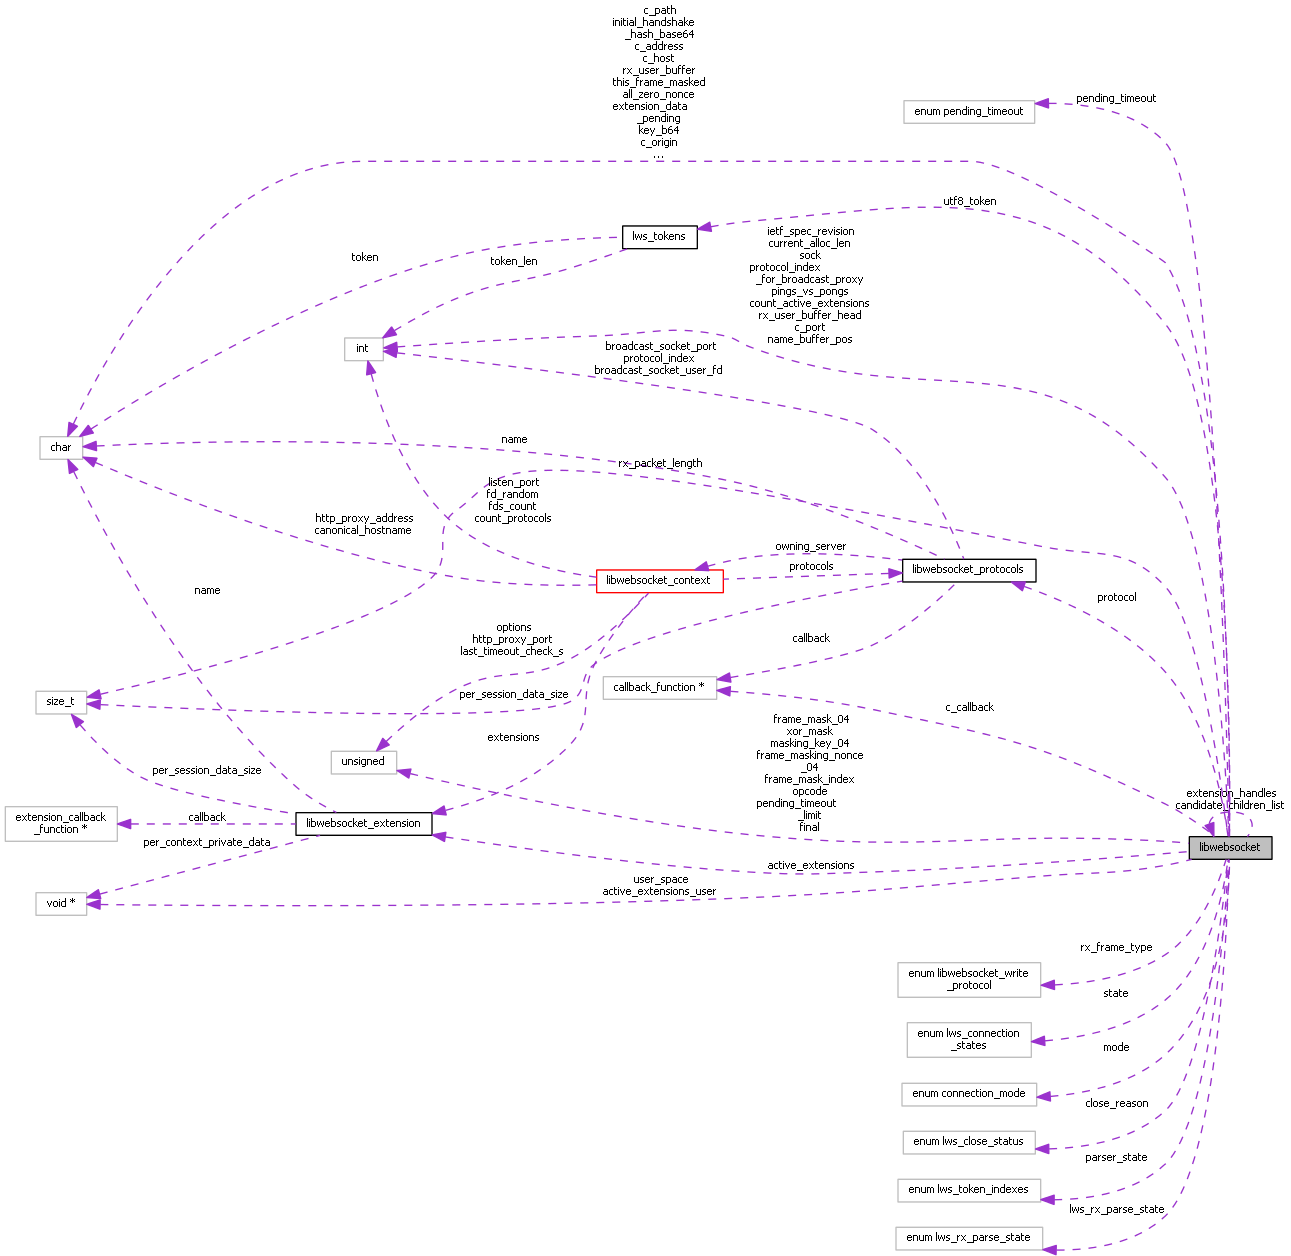 c_path
initial_handshake
_hash_base64
c_address
c_host
rx_user_buffer
this_frame_masked
all_zero_nonce
extension_data
_pending
key_b64
c_origin
...
pending_timeout
enum pending_timeout
utf8_token
lws_tokens
token
token_len
ietf_spec_revision
current_alloc_len
sock
protocol_index
_for_broadcast_proxy
pings_vs_pongs
count_active_extensions
rx_user_buffer_head
c_port
name_buffer_pos
int
broadcast_socket_port
protocol_index
broadcast_socket_user_fd
char
name
rx_packet_length
listen_port
fd_random
fds_count
count_protocols
http_proxy_address
canonical_hostname
owning_server
protocols
libwebsocket_context
libwebsocket_protocols
name
protocol
options
http_proxy_port
last_timeout_check_s
callback
callback_function *
per_session_data_size
size_t
c_callback
extensions
unsigned
frame_mask_04
xor_mask
masking_key_04
frame_masking_nonce
_04
frame_mask_index
opcode
pending_timeout
_limit
final
per_session_data_size
extension_handles
candidate_children_list
extension_callback
_function *
callback
libwebsocket_extension
libwebsocket
per_context_private_data
active_extensions
user_space
active_extensions_user
void *
rx_frame_type
enum libwebsocket_write
_protocol
state
enum lws_connection
_states
mode
enum connection_mode
close_reason
enum lws_close_status
parser_state
enum lws_token_indexes
lws_rx_parse_state
enum lws_rx_parse_state